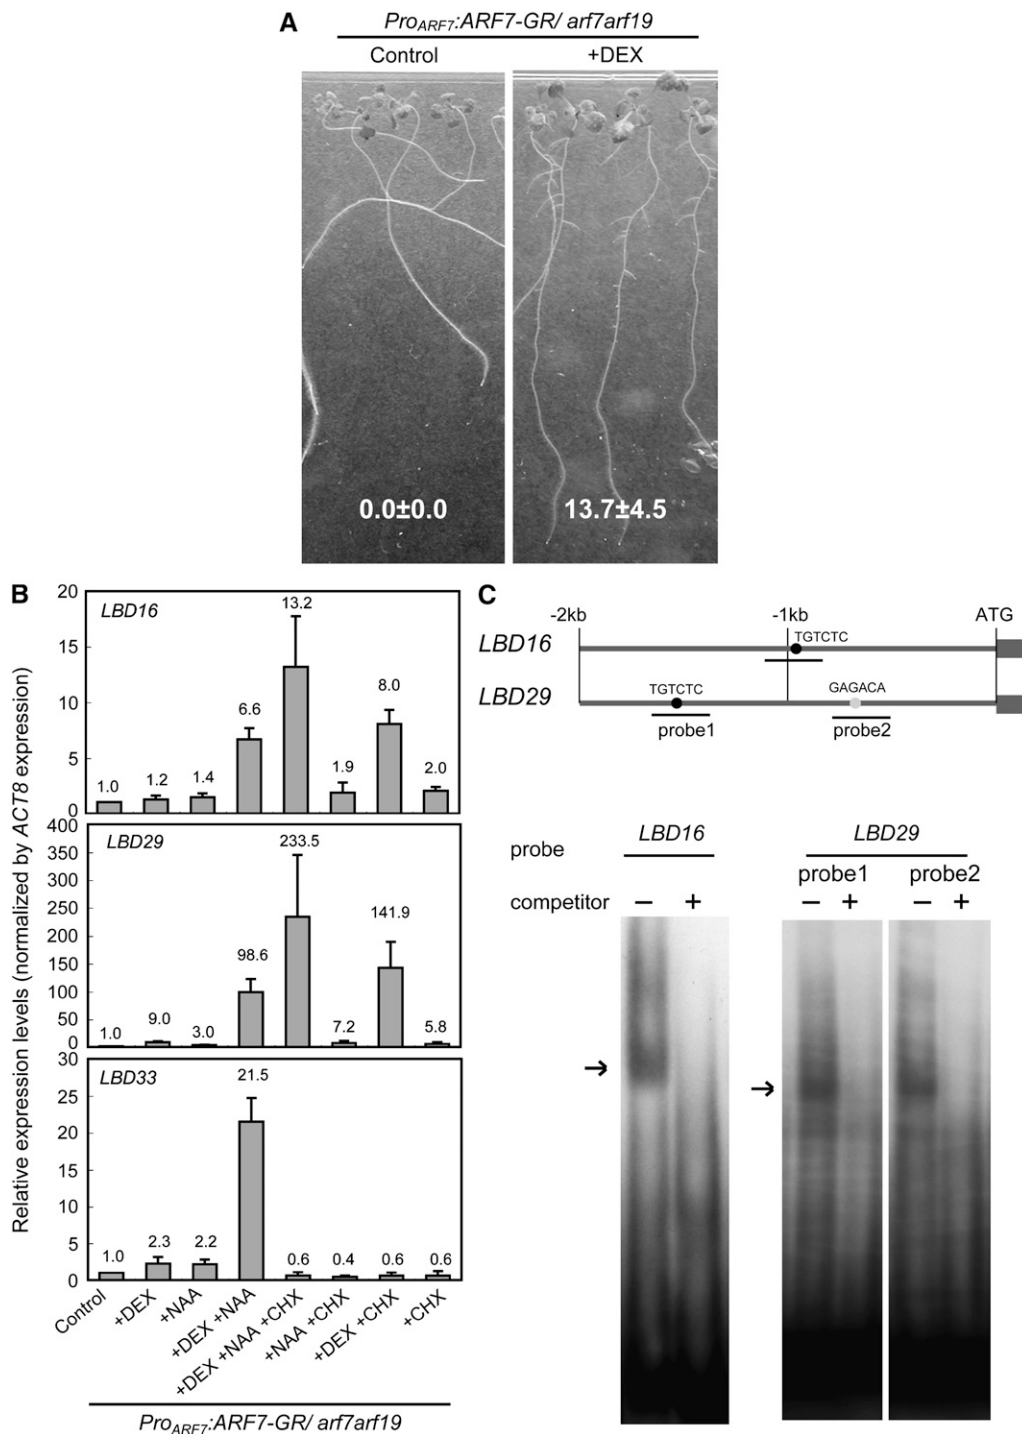 A
ProARF7:ARF7-GR/ arf7arf19
Control
+DEX
0.0±0.0
13.7±4.5
B
Relative expression levels (normalized by ACT8 expression)
LBD16
20
15
10
5
0
1.0
1.2
1.4
6.6
13.2
1.9
8.0
2.0
LBD29
400
350
300
250
200
150
100
50
0
1.0
9.0
3.0
98.6
233.5
7.2
141.9
5.8
LBD33
30
25
20
15
10
5
0
1.0
2.3
2.2
21.5
0.6
0.4
0.6
0.6
Control
+DEX
+NAA
+DEX +NAA
+DEX +NAA +CHX
+NAA +CHX
+DEX +CHX
+CHX
ProARF7:ARF7-GR/ arf7arf19
C
-2kb
-1kb
ATG
LBD16
TGTCTC
LBD29
TGTCTC
GAGACA
probe1
probe2
probe
LBD16
LBD29
probe1
probe2
competitor
− +
− +
− +